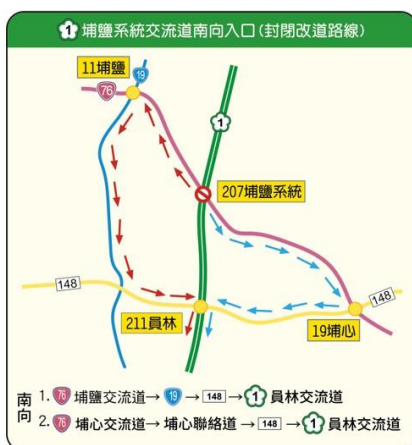 1 埔鹽系統交流道南向入口(封閉改道路線)
11埔鹽
19
76
1
207埔鹽系統
148
148
211員林
19埔心
南向
1. 76 埔鹽交流道→19→148→1 員林交流道
2. 76 埔心交流道→埔心聯絡道→148→1 員林交流道